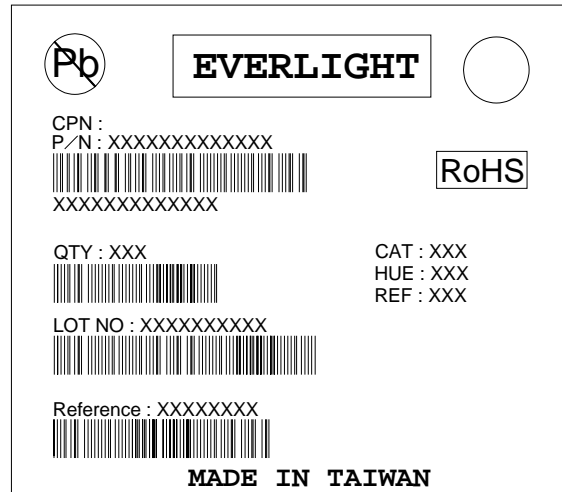 Pb
EVERLIGHT
CPN :
P/N : XXXXXXXXXXXXX
RoHS
XXXXXXXXXXXXX
QTY : XXX
CAT : XXX
HUE : XXX
REF : XXX
LOT NO : XXXXXXXXXX
Reference : XXXXXXXX
MADE IN TAIWAN